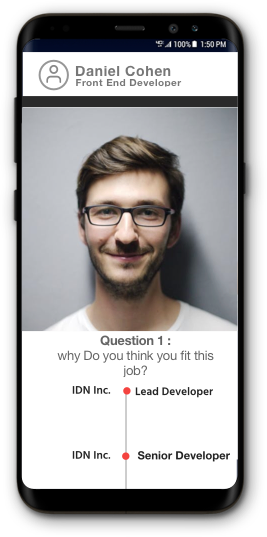 100% 1:50 PM
Daniel Cohen
Front End Developer
Question 1 :
why Do you think you fit this
job?
IDN Inc. Lead Developer
IDN Inc. Senior Developer